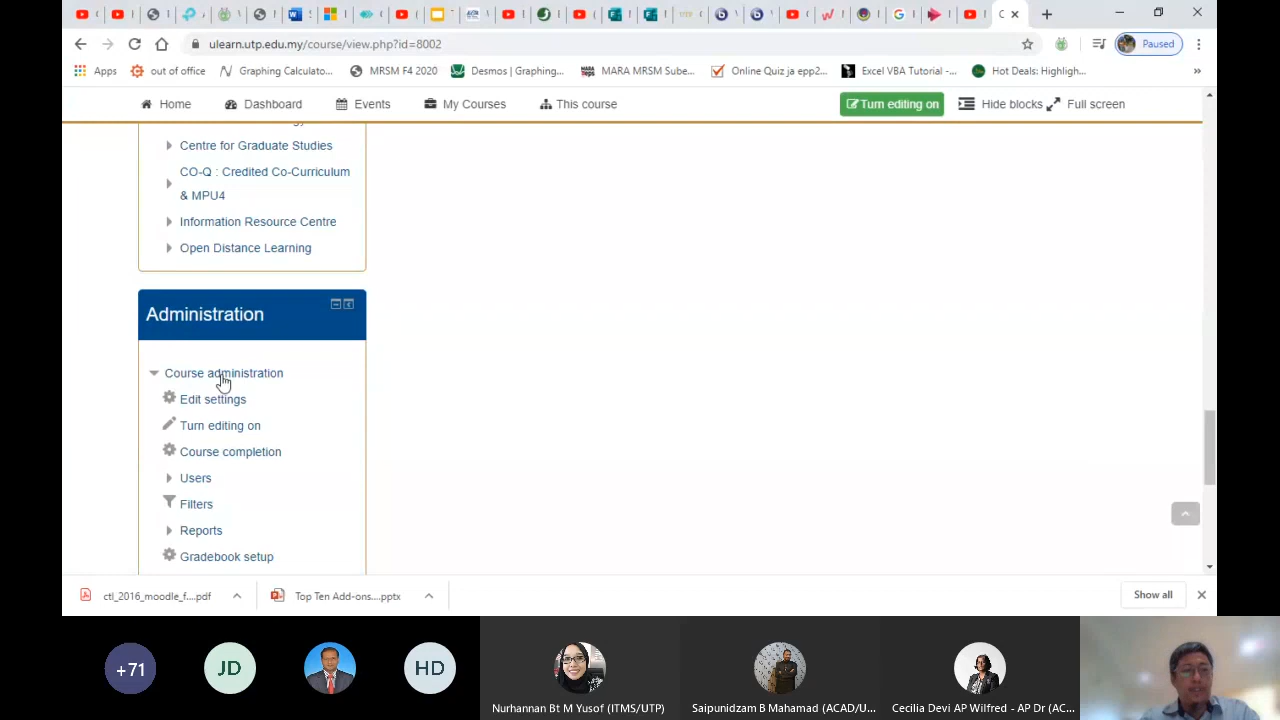 ulearn.utp.edu.my/course/view.php?id=8002
Paused
Apps
out of office
Graphing Calculato...
MRSM F4 2020
Desmos | Graphing...
MARA MRSM Sube...
Online Quiz ja epp2...
Excel VBA Tutorial -...
Hot Deals: Highligh...
»
Home
Dashboard
Events
My Courses
This course
Turn editing on
Hide blocks
Full screen
Centre for Graduate Studies
CO-Q : Credited Co-Curriculum
& MPU4
Information Resource Centre
Open Distance Learning
Administration
Course administration
Edit settings
Turn editing on
Course completion
Users
Filters
Reports
Gradebook setup
ctl_2016_moodle_f....pdf
Top Ten Add-ons....pptx
Show all
+71
JD
HD
Nurhannan Bt M Yusof (ITMS/UTP)
Saipunidzam B Mahamad (ACAD/U...
Cecilia Devi AP Wilfred - AP Dr (AC...